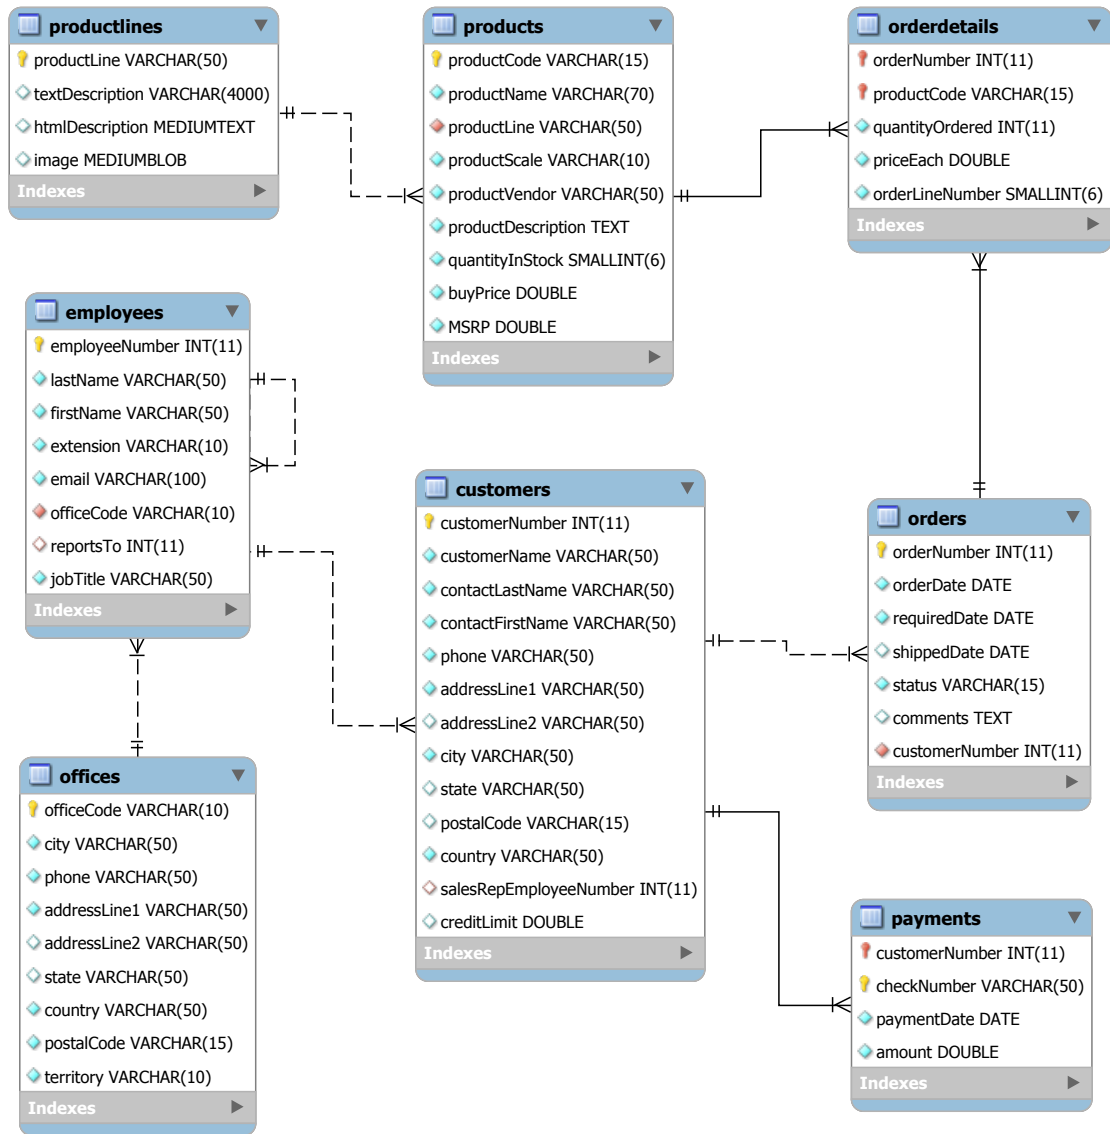 productlines
productLine VARCHAR(50)
textDescription VARCHAR(4000)
htmlDescription MEDIUMTEXT
image MEDIUMBLOB
Indexes
products
productCode VARCHAR(15)
productName VARCHAR(70)
productLine VARCHAR(50)
productScale VARCHAR(10)
productVendor VARCHAR(50)
productDescription TEXT
quantityInStock SMALLINT(6)
buyPrice DOUBLE
MSRP DOUBLE
Indexes
orderdetails
orderNumber INT(11)
productCode VARCHAR(15)
quantityOrdered INT(11)
priceEach DOUBLE
orderLineNumber SMALLINT(6)
Indexes
employees
employeeNumber INT(11)
lastName VARCHAR(50)
firstName VARCHAR(50)
extension VARCHAR(10)
email VARCHAR(100)
officeCode VARCHAR(10)
reportsTo INT(11)
jobTitle VARCHAR(50)
Indexes
customers
customerNumber INT(11)
customerName VARCHAR(50)
contactLastName VARCHAR(50)
contactFirstName VARCHAR(50)
phone VARCHAR(50)
addressLine1 VARCHAR(50)
addressLine2 VARCHAR(50)
city VARCHAR(50)
state VARCHAR(50)
postalCode VARCHAR(15)
country VARCHAR(50)
salesRepEmployeeNumber INT(11)
creditLimit DOUBLE
Indexes
orders
orderNumber INT(11)
orderDate DATE
requiredDate DATE
shippedDate DATE
status VARCHAR(15)
comments TEXT
customerNumber INT(11)
Indexes
offices
officeCode VARCHAR(10)
city VARCHAR(50)
phone VARCHAR(50)
addressLine1 VARCHAR(50)
addressLine2 VARCHAR(50)
state VARCHAR(50)
country VARCHAR(50)
postalCode VARCHAR(15)
territory VARCHAR(10)
Indexes
payments
customerNumber INT(11)
checkNumber VARCHAR(50)
paymentDate DATE
amount DOUBLE
Indexes